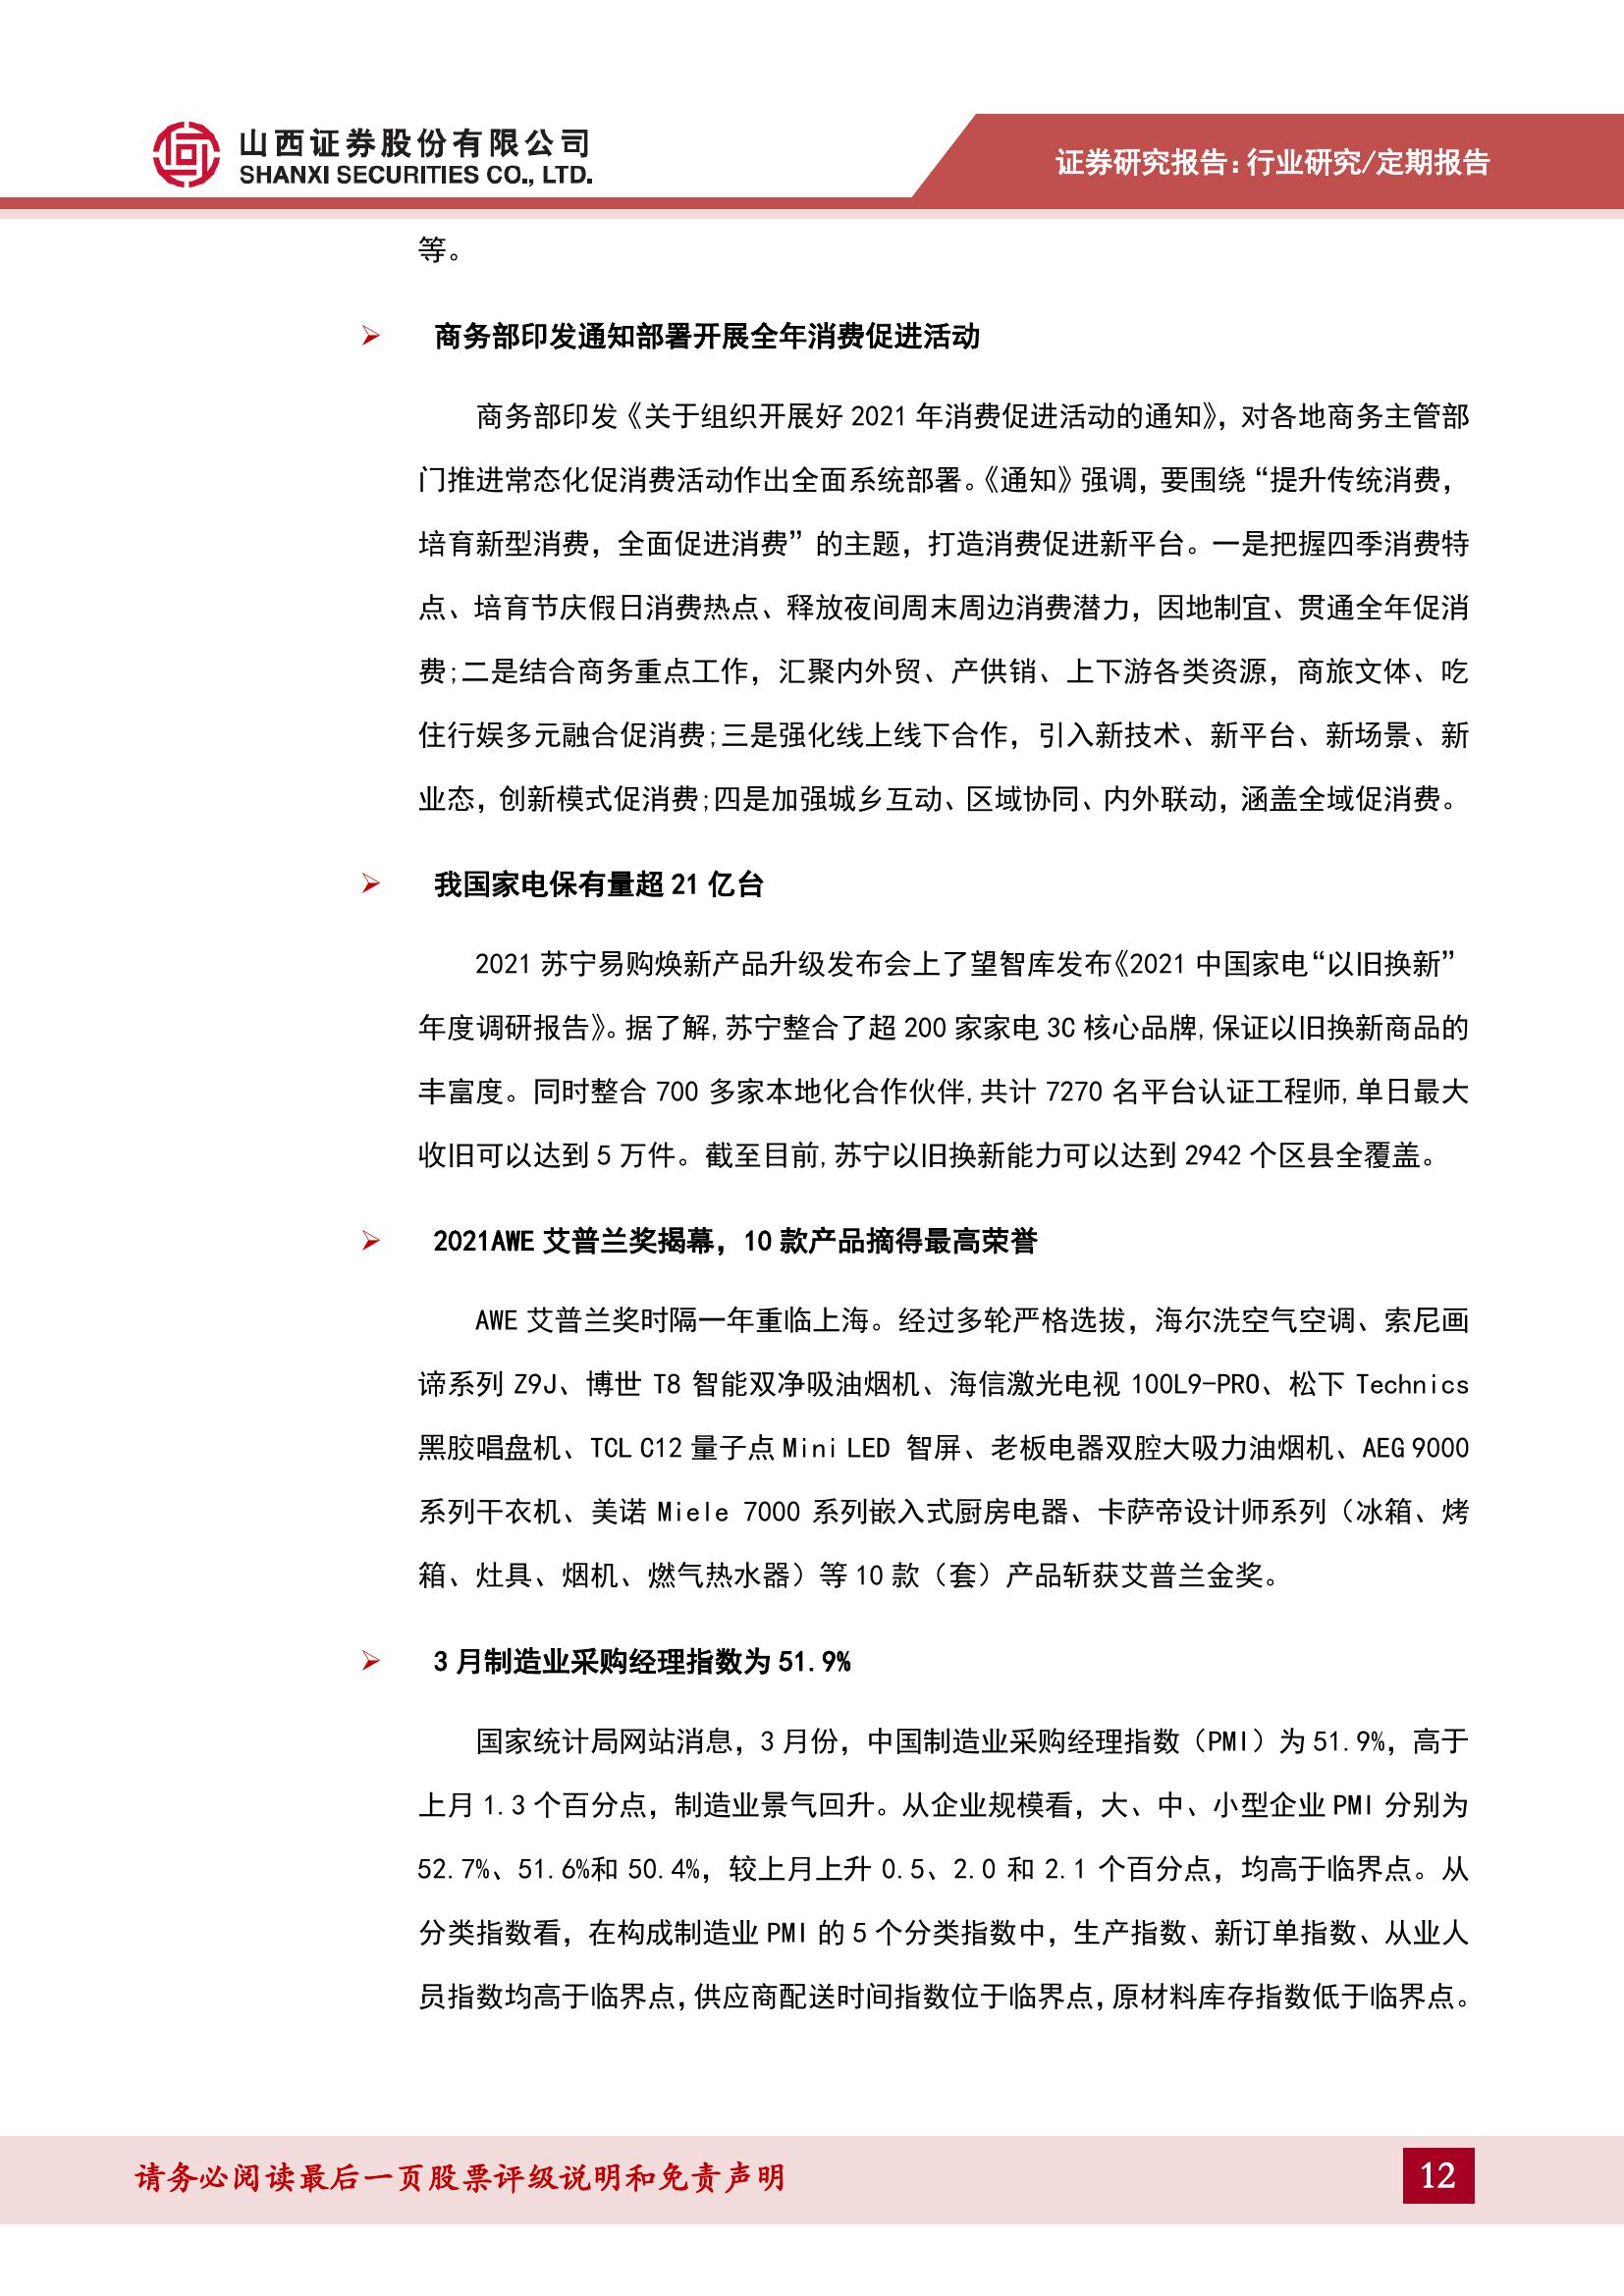 山西证券股份有限公司
SHANXI SECURITIES CO., LTD.
证券研究报告：行业研究/定期报告
等。
商务部印发通知部署开展全年消费促进活动
商务部印发《关于组织开展好 2021 年消费促进活动的通知》，对各地商务主管部
门推进常态化促消费活动作出全面系统部署。《通知》强调，要围绕“提升传统消费，
培育新型消费，全面促进消费”的主题，打造消费促进新平台。一是把握四季消费特
点、培育节庆假日消费热点、释放夜间周末周边消费潜力，因地制宜、贯通全年促消
费;二是结合商务重点工作，汇聚内外贸、产供销、上下游各类资源，商旅文体、吃
住行娱多元融合促消费;三是强化线上线下合作，引入新技术、新平台、新场景、新
业态，创新模式促消费;四是加强城乡互动、区域协同、内外联动，涵盖全域促消费。
我国家电保有量超 21 亿台
2021 苏宁易购焕新产品升级发布会上了望智库发布《2021 中国家电“以旧换新”
年度调研报告》。据了解,苏宁整合了超 200 家家电 3C 核心品牌,保证以旧换新商品的
丰富度。同时整合 700 多家本地化合作伙伴,共计 7270 名平台认证工程师,单日最大
收旧可以达到 5 万件。截至目前,苏宁以旧换新能力可以达到 2942 个区县全覆盖。
2021AWE 艾普兰奖揭幕，10 款产品摘得最高荣誉
AWE 艾普兰奖时隔一年重临上海。经过多轮严格选拔，海尔洗空气空调、索尼画
谛系列 Z9J、博世 T8 智能双净吸油烟机、海信激光电视 100L9-PRO、松下 Technics
黑胶唱盘机、TCL C12 量子点 Mini LED 智屏、老板电器双腔大吸力油烟机、AEG 9000
系列干衣机、美诺 Miele 7000 系列嵌入式厨房电器、卡萨帝设计师系列（冰箱、烤
箱、灶具、烟机、燃气热水器）等 10 款（套）产品斩获艾普兰金奖。
3 月制造业采购经理指数为 51.9%
国家统计局网站消息，3 月份，中国制造业采购经理指数（PMI）为 51.9%，高于
上月 1.3 个百分点，制造业景气回升。从企业规模看，大、中、小型企业 PMI 分别为
52.7%、51.6%和 50.4%，较上月上升 0.5、2.0 和 2.1 个百分点，均高于临界点。从
分类指数看，在构成制造业 PMI 的 5 个分类指数中，生产指数、新订单指数、从业人
员指数均高于临界点，供应商配送时间指数位于临界点，原材料库存指数低于临界点。
请务必阅读最后一页股票评级说明和免责声明
12